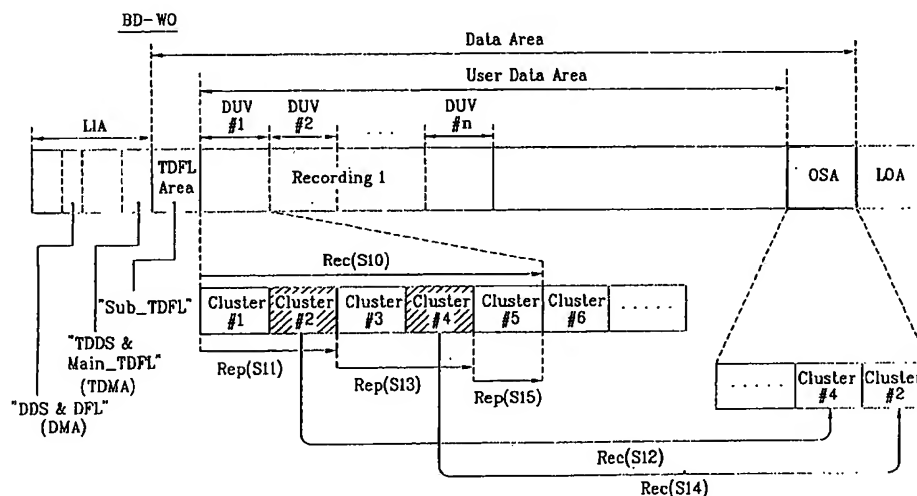 BD-WO
Data Area
User Data Area
LIA
DUV #1
DUV #2
. . .
DUV #n
TDFL Area
Recording 1
OSA
LOA
Rec(S10)
"Sub_TDFL"
Cluster #1
Cluster #2
Cluster #3
Cluster #4
Cluster #5
Cluster #6
. . . . .
"TDDS & Main_TDFL"
(TDMA)
Rep(S11)
Rep(S13)
Rep(S15)
"DDS & DFL"
(DMA)
. . . . .
Cluster #4
Cluster #2
Rec(S12)
Rec(S14)